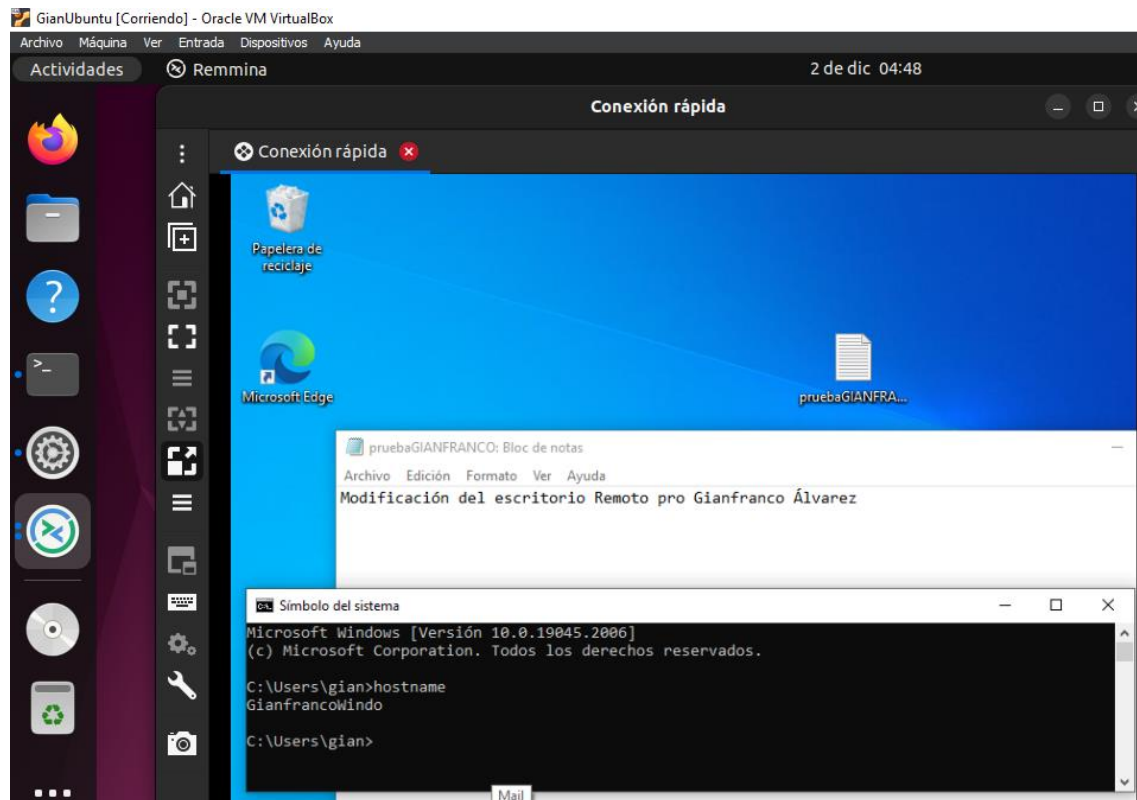 GianUbuntu [Corriendo] - Oracle VM VirtualBox
Archivo Máquina Ver Entrada Dispositivos Ayuda
Actividades Remmina 2 de dic 04:48
Conexión rápida
Conexión rápida
Papelera de
reciclaje
Microsoft Edge
pruebaGIANFRA...
pruebaGIANFRANCO: Bloc de notas
Archivo Edición Formato Ver Ayuda
Modificación del escritorio Remoto pro Gianfranco Álvarez
Símbolo del sistema
Microsoft Windows [Versión 10.0.19045.2006]
(c) Microsoft Corporation. Todos los derechos reservados.
C:\Users\gian>hostname
GianfrancoWindo
C:\Users\gian>
Mail